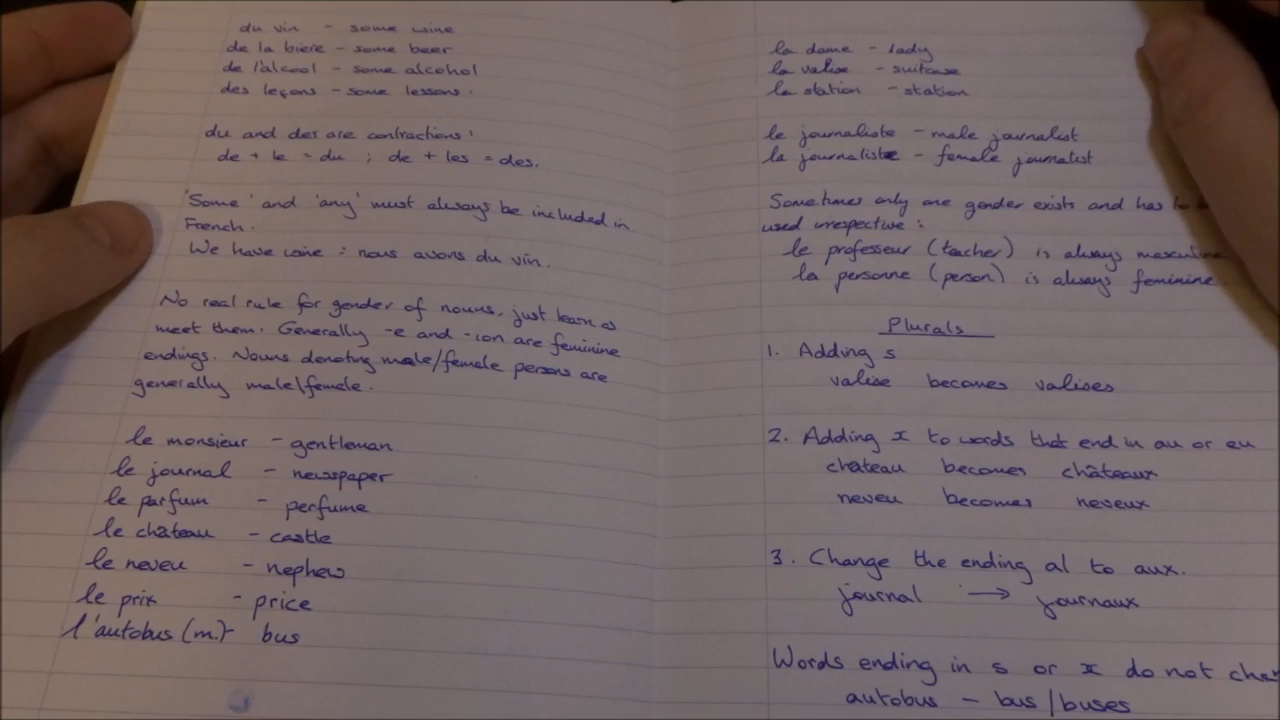 du vin - some wine
de la bière - some beer
de l'alcool - some alcohol
des leçons - some lessons.
du and des are contractions:
de + le = du ; de + les = des.
'Some' and 'any' must always be included in
French.
We have wine : nous avons du vin.
No real rule for gender of nouns, just learn as
meet them. Generally -e and -ion are feminine
endings. Nouns denoting male/female persons are
generally male/female.
le monsieur - gentleman
le journal - newspaper
le parfum - perfume
le château - castle
le neveu - nephew
le prix - price
l'autobus (m.) - bus
la dame - lady
la valise - suitcase
la station - station
le journaliste - male journalist
la journaliste - female journalist
Sometimes only one gender exists and has to
used irrespective :
le professeur (teacher) is always masculine
la personne (person) is always feminine
Plurals
1. Adding s
valise becomes valises
2. Adding x to words that end in au or eu
chateau becomes châteaux
neveu becomes neveux
3. Change the ending al to aux.
journal → journaux
Words ending in s or x do not
autobus - bus/buses